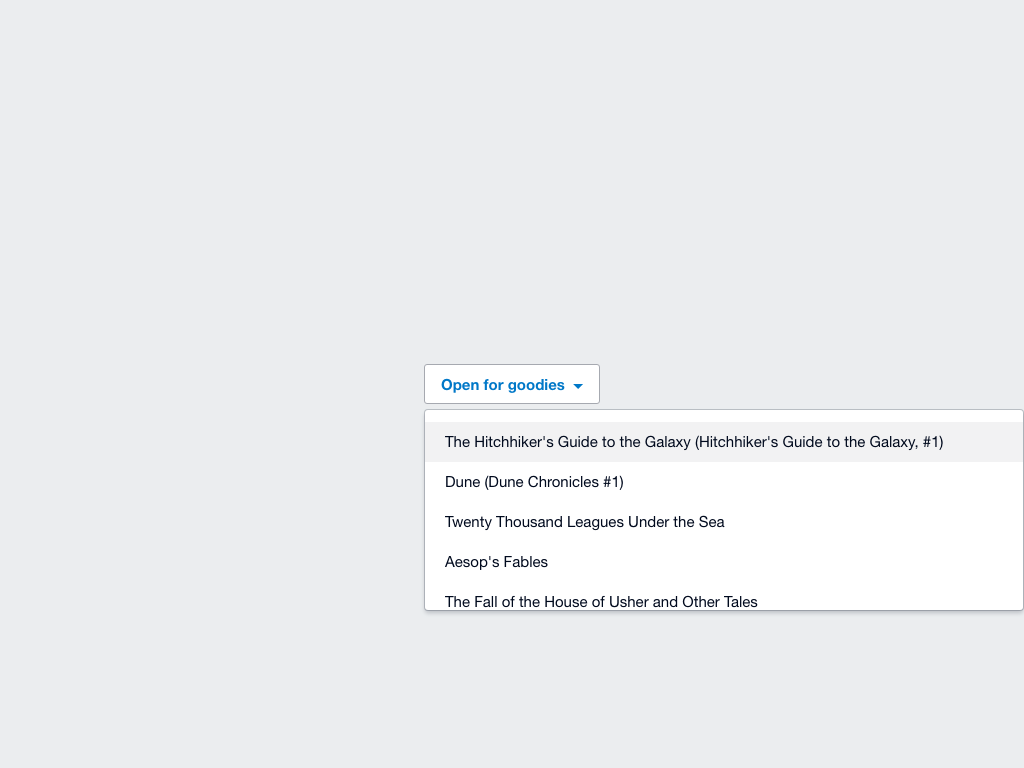 Open for goodies
The Hitchhiker's Guide to the Galaxy (Hitchhiker's Guide to the Galaxy, #1)
Dune (Dune Chronicles #1)
Twenty Thousand Leagues Under the Sea
Aesop's Fables
The Fall of the House of Usher and Other Tales